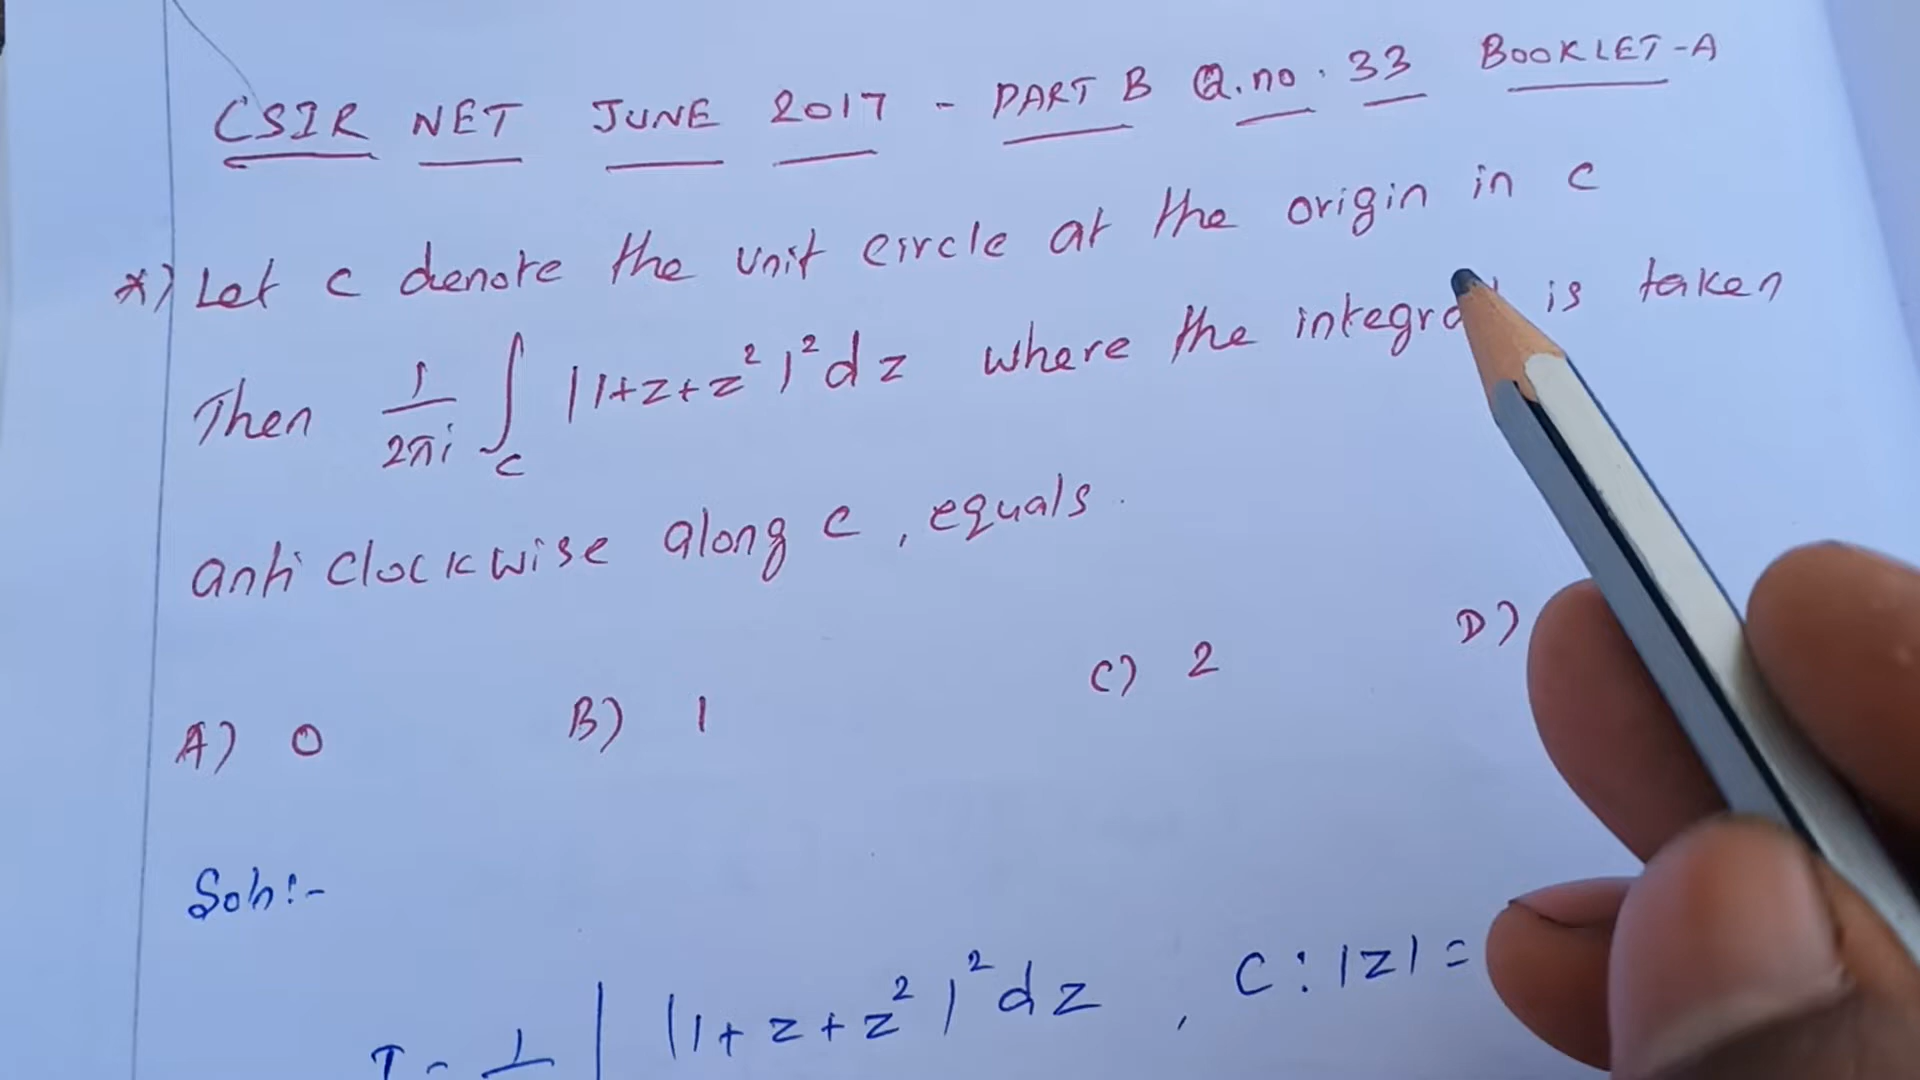 CSIR NET JUNE 2017 - PART B Q.no. 33 BOOKLET-A
*) Let c denote the unit circle at the origin in c
Then 1/2πi ∫_c |1+z+z²|² dz where the integral is taken
anti clockwise along c, equals.
A) 0 B) 1 C) 2 D)
Soln:-
I = 1 ∫ |1+z+z²|² dz , C : |z| =